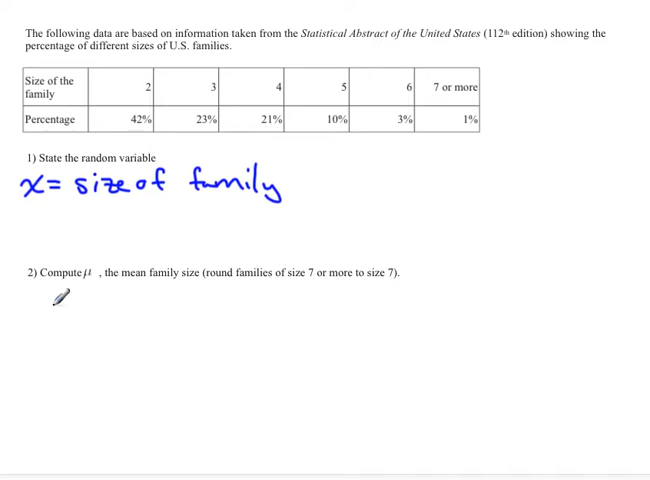 The following data are based on information taken from the Statistical Abstract of the United States (112th edition) showing the
percentage of different sizes of U.S. families.
Size of the family 2 3 4 5 6 7 or more
Percentage 42% 23% 21% 10% 3% 1%
1) State the random variable
x = size of family
2) Compute μ , the mean family size (round families of size 7 or more to size 7).